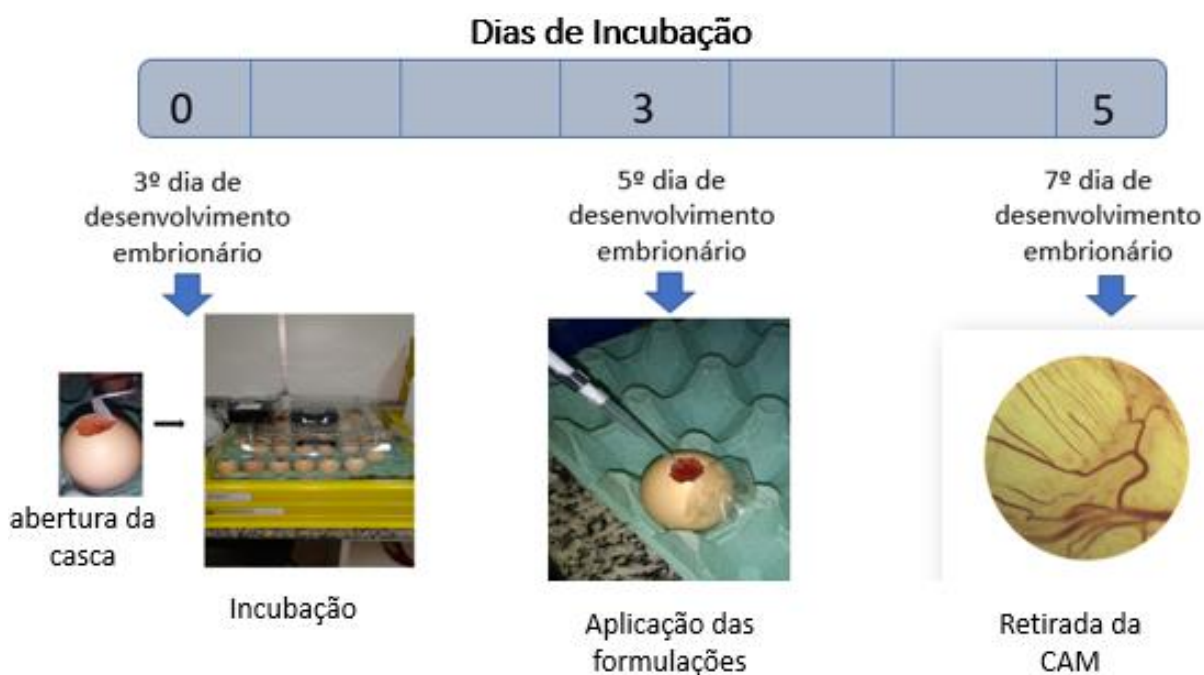 Dias de Incubação
0
3
5
3º dia de
desenvolvimento
embrionário
5º dia de
desenvolvimento
embrionário
7º dia de
desenvolvimento
embrionário
abertura da
casca
Incubação
Aplicação das
formulações
Retirada da
CAM